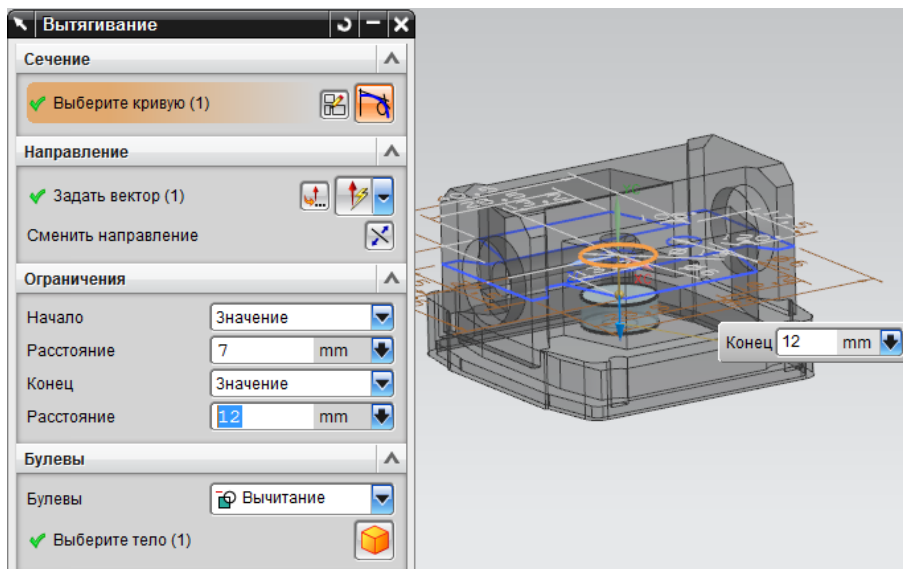 Вытягивание
Сечение
Выберите кривую (1)
Направление
Задать вектор (1)
Сменить направление
Ограничения
Начало Значение
Расстояние 7 mm
Конец Значение
Расстояние 12 mm
Конец 12 mm
Булевы
Булевы Вычитание
Выберите тело (1)